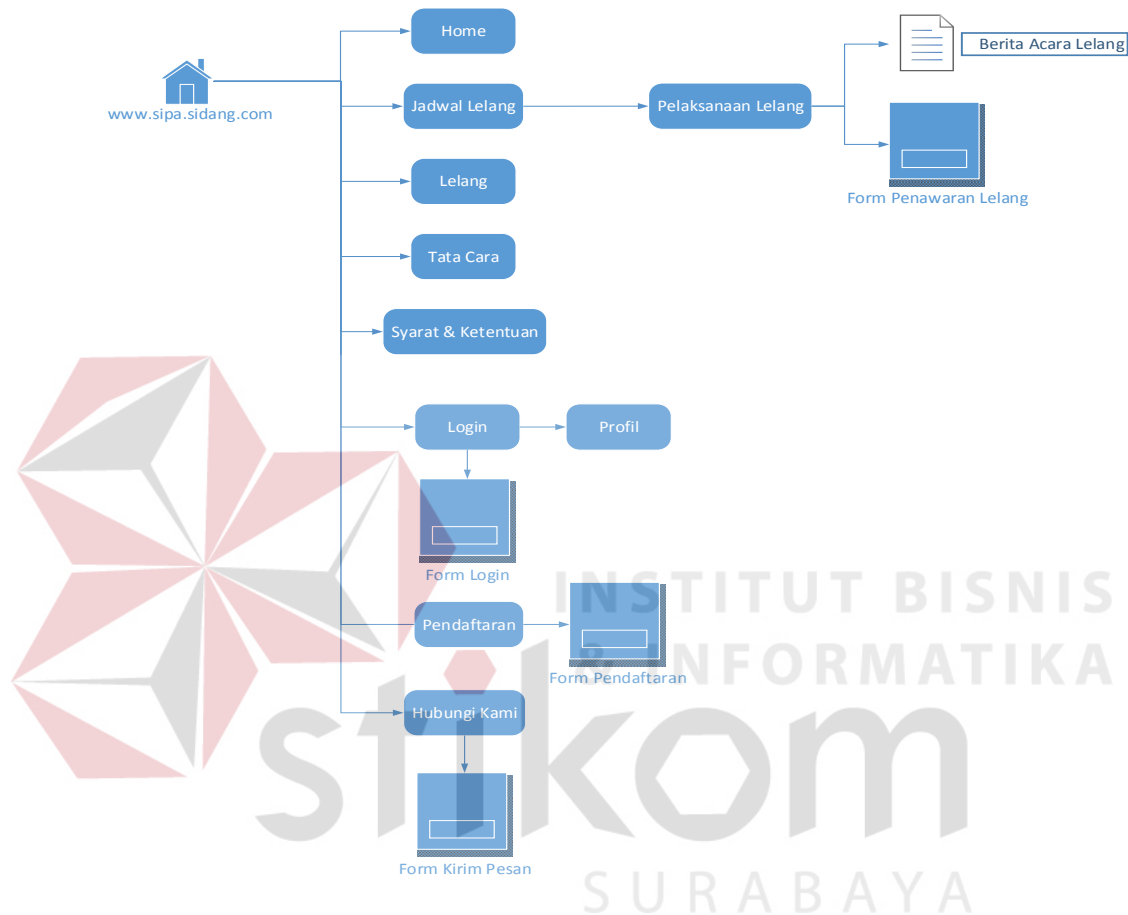 Home
www.sipa.sidang.com
Jadwal Lelang
Pelaksanaan Lelang
Berita Acara Lelang
Form Penawaran Lelang
Lelang
Tata Cara
Syarat & Ketentuan
Login
Profil
Form Login
Pendaftaran
Form Pendaftaran
Hubungi Kami
Form Kirim Pesan
INSTITUT BISNIS
& INFORMATIKA
stikom
SURABAYA